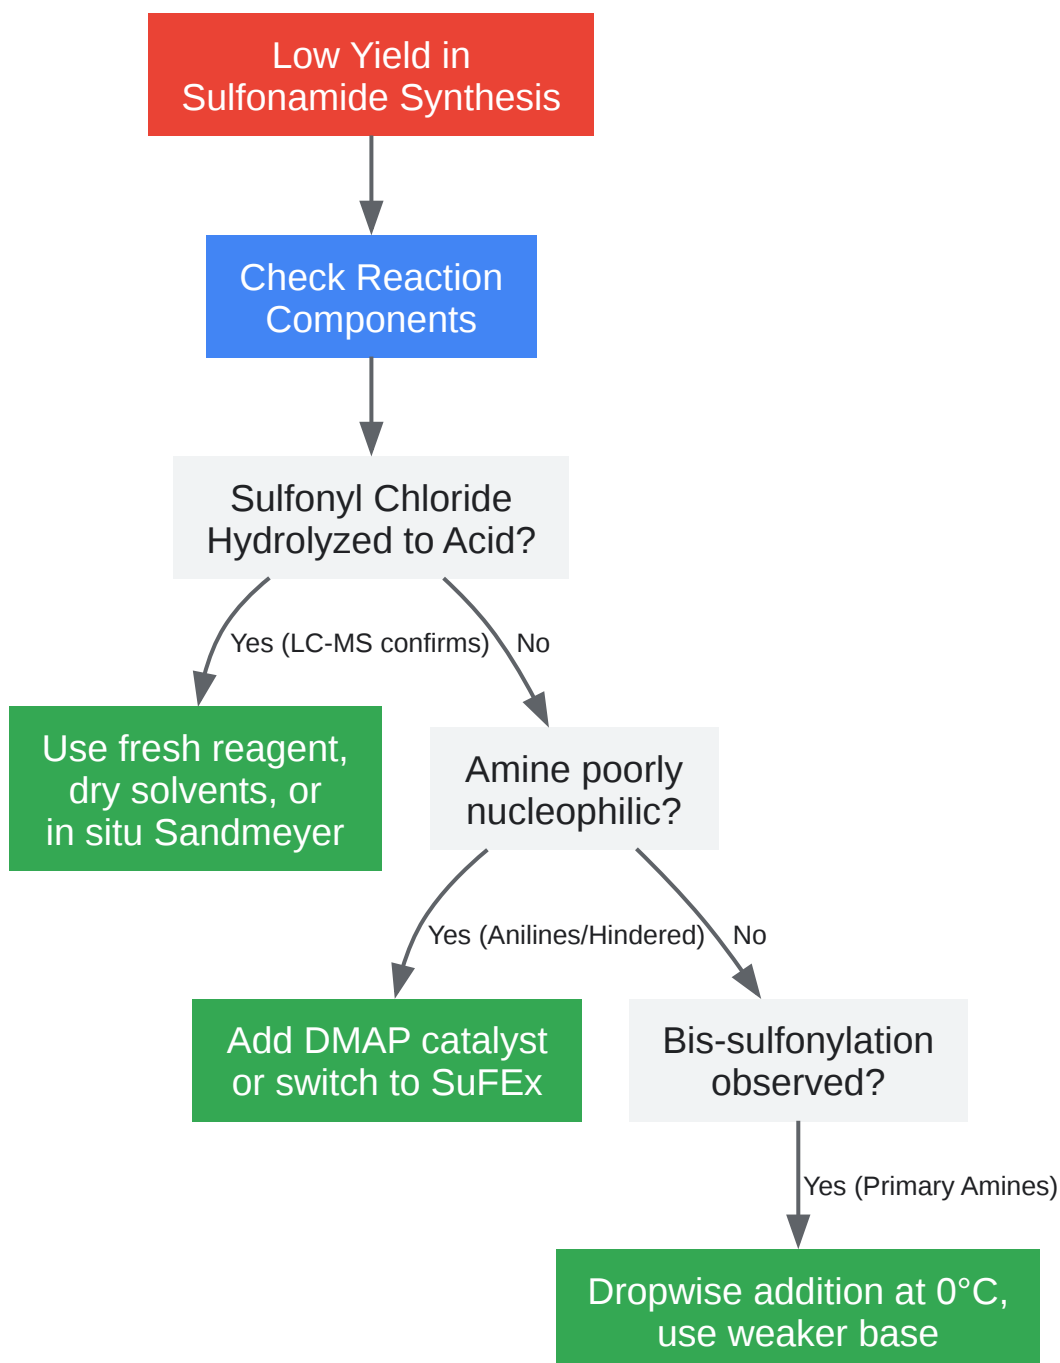 Low Yield in
Sulfonamide Synthesis
Check Reaction
Components
Sulfonyl Chloride
Hydrolyzed to Acid?
Yes (LC-MS confirms)
No
Use fresh reagent,
dry solvents, or
in situ Sandmeyer
Amine poorly
nucleophilic?
Yes (Anilines/Hindered)
No
Add DMAP catalyst
or switch to SuFEx
Bis-sulfonylation
observed?
Yes (Primary Amines)
Dropwise addition at 0°C,
use weaker base